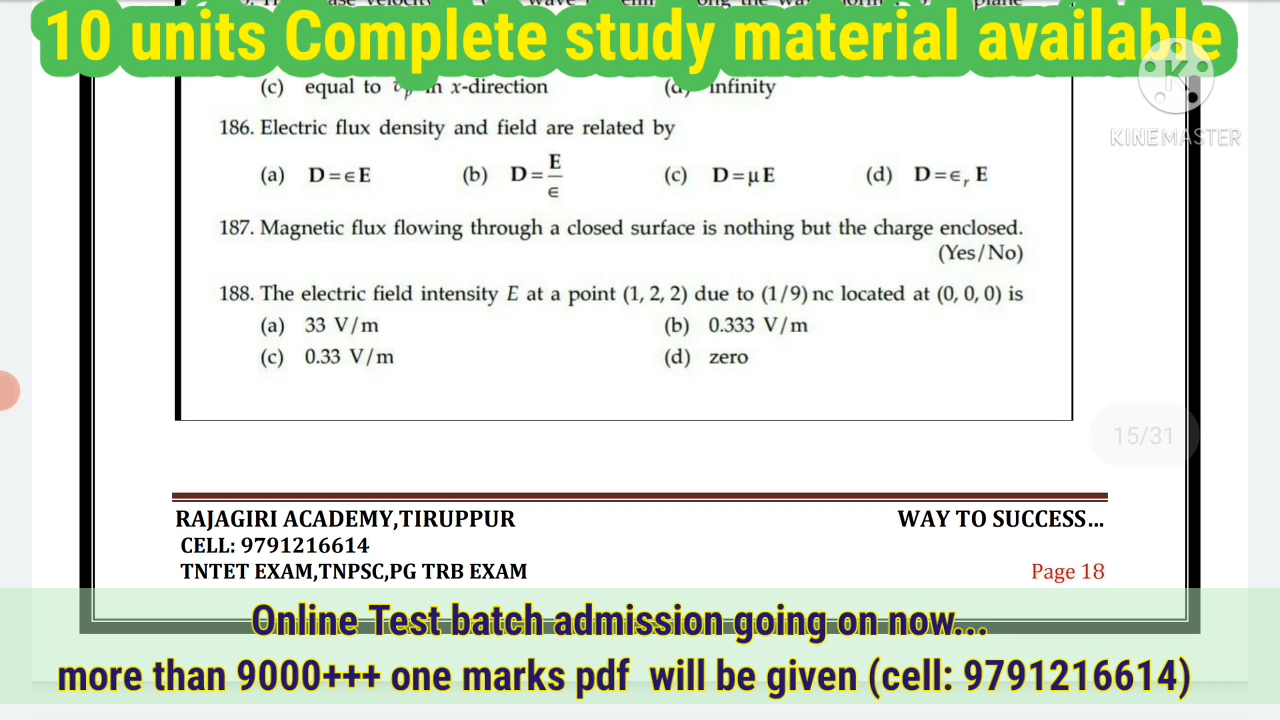 10 units Complete study material available
(c) equal to in x-direction infinity
KINEMASTER
186. Electric flux density and field are related by
(a) D = ϵ E (b) D = E/ϵ (c) D = μ E (d) D = ϵr E
187. Magnetic flux flowing through a closed surface is nothing but the charge enclosed.
(Yes/No)
188. The electric field intensity E at a point (1, 2, 2) due to (1/9) nc located at (0, 0, 0) is
(a) 33 V/m (b) 0.333 V/m
(c) 0.33 V/m (d) zero
15/31
RAJAGIRI ACADEMY,TIRUPPUR WAY TO SUCCESS...
CELL: 9791216614
TNTET EXAM,TNPSC,PG TRB EXAM Page 18
Online Test batch admission going on now...
more than 9000+++ one marks pdf will be given (cell: 9791216614)